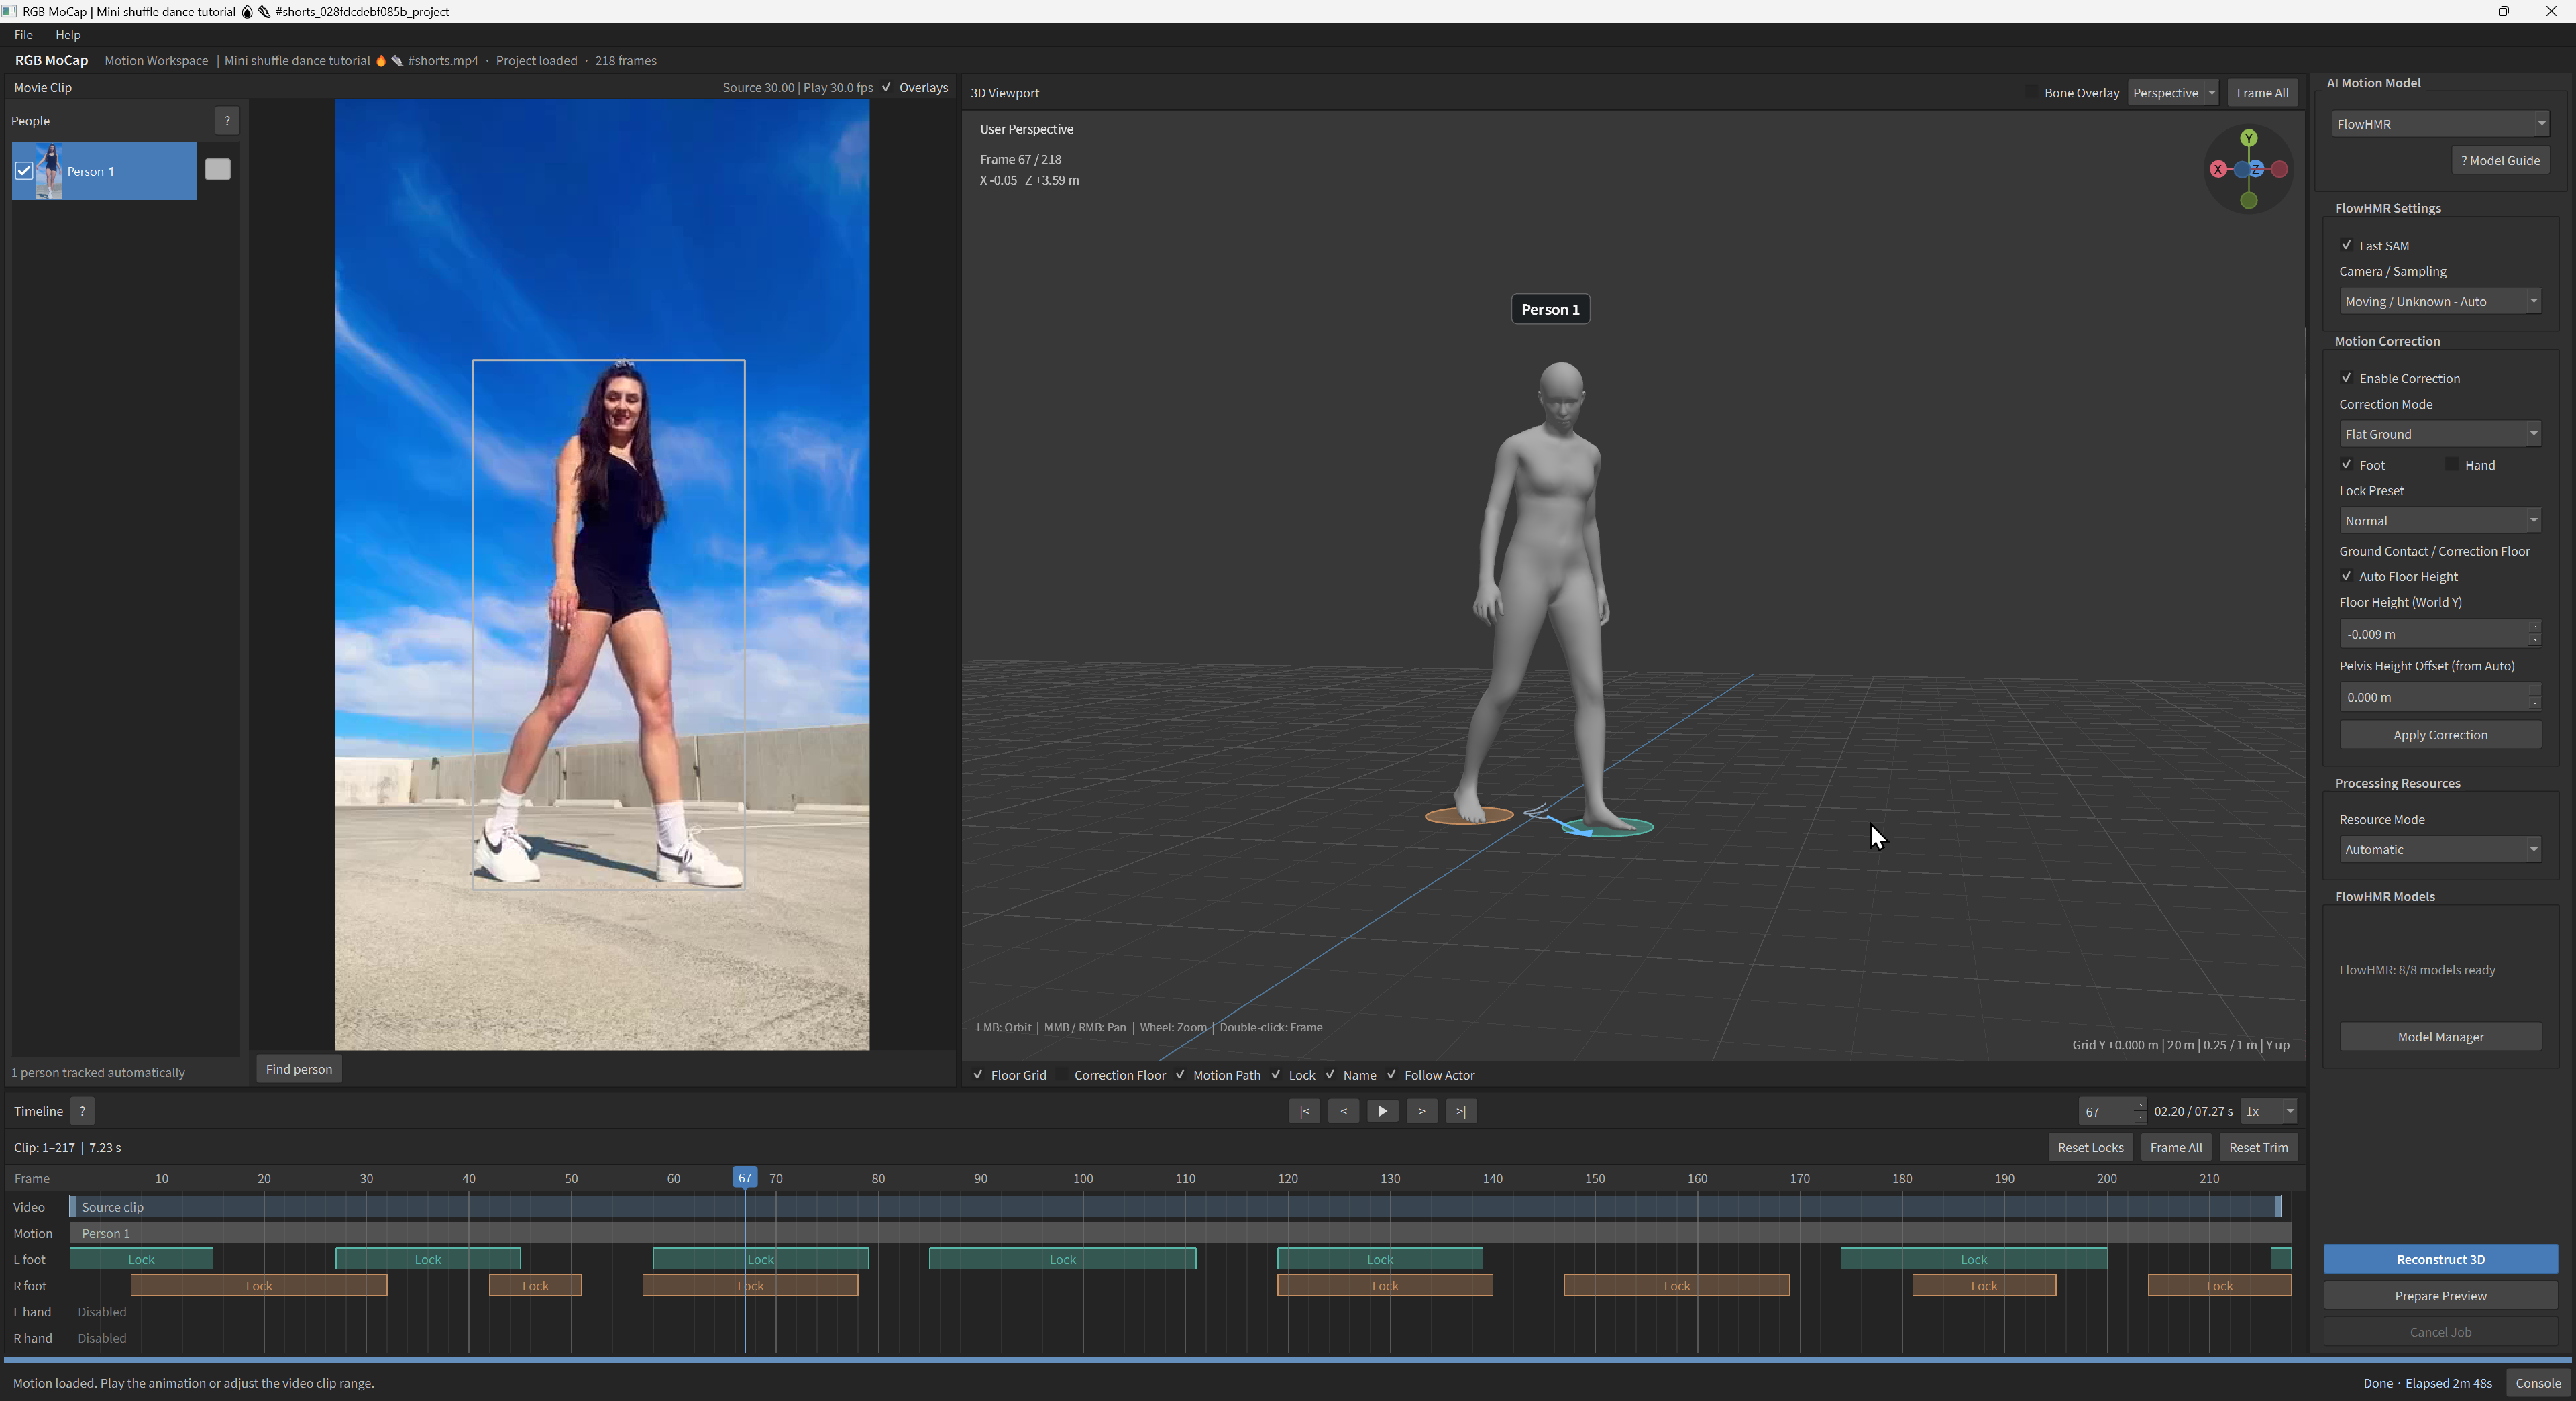 RGB MoCap | Mini shuffle dance tutorial 🔥 👟 #shorts_028fdcdebf085b_project
File Help
RGB MoCap Motion Workspace | Mini shuffle dance tutorial 🔥 👟 #shorts.mp4 · Project loaded · 218 frames
Movie Clip
Source 30.00 | Play 30.0 fps
Overlays
People
?
Person 1
1 person tracked automatically
Find person
3D Viewport
Bone Overlay
Perspective
Frame All
User Perspective
Frame 67 / 218
X -0.05 Z +3.59 m
Y
X
Z
Person 1
LMB: Orbit | MMB / RMB: Pan | Wheel: Zoom | Double-click: Frame
Grid Y +0.000 m | 20 m | 0.25 / 1 m | Y up
Floor Grid
Correction Floor
Motion Path
Lock
Name
Follow Actor
AI Motion Model
FlowHMR
? Model Guide
FlowHMR Settings
Fast SAM
Camera / Sampling
Moving / Unknown - Auto
Motion Correction
Enable Correction
Correction Mode
Flat Ground
Foot
Hand
Lock Preset
Normal
Ground Contact / Correction Floor
Auto Floor Height
Floor Height (World Y)
-0.009 m
Pelvis Height Offset (from Auto)
0.000 m
Apply Correction
Processing Resources
Resource Mode
Automatic
FlowHMR Models
FlowHMR: 8/8 models ready
Model Manager
Reconstruct 3D
Prepare Preview
Cancel Job
Timeline ?
|< < > >|
67
02.20 / 07.27 s
1x
Clip: 1–217 | 7.23 s
Reset Locks
Frame All
Reset Trim
Frame 10 20 30 40 50 60 67 70 80 90 100 110 120 130 140 150 160 170 180 190 200 210
Video Source clip
Motion Person 1
L foot Lock Lock Lock Lock Lock Lock
R foot Lock Lock Lock Lock Lock Lock Lock
L hand Disabled
R hand Disabled
Motion loaded. Play the animation or adjust the video clip range.
Done · Elapsed 2m 48s
Console